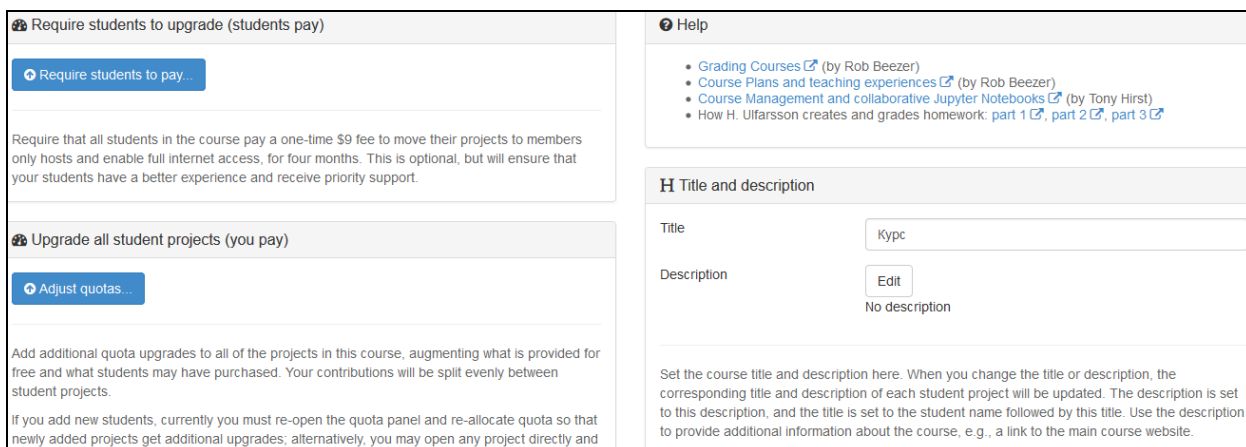 Require students to upgrade (students pay)
Require students to pay...
Require that all students in the course pay a one-time $9 fee to move their projects to members
only hosts and enable full internet access, for four months. This is optional, but will ensure that
your students have a better experience and receive priority support.
Upgrade all student projects (you pay)
Adjust quotas...
Add additional quota upgrades to all of the projects in this course, augmenting what is provided for
free and what students may have purchased. Your contributions will be split evenly between
student projects.
If you add new students, currently you must re-open the quota panel and re-allocate quota so that
newly added projects get additional upgrades; alternatively, you may open any project directly and
Help
• Grading Courses (by Rob Beezer)
• Course Plans and teaching experiences (by Rob Beezer)
• Course Management and collaborative Jupyter Notebooks (by Tony Hirst)
• How H. Ulfarsson creates and grades homework: part 1, part 2, part 3
H Title and description
Title
Курс
Description
Edit
No description
Set the course title and description here. When you change the title or description, the
corresponding title and description of each student project will be updated. The description is set
to this description, and the title is set to the student name followed by this title. Use the description
to provide additional information about the course, e.g., a link to the main course website.